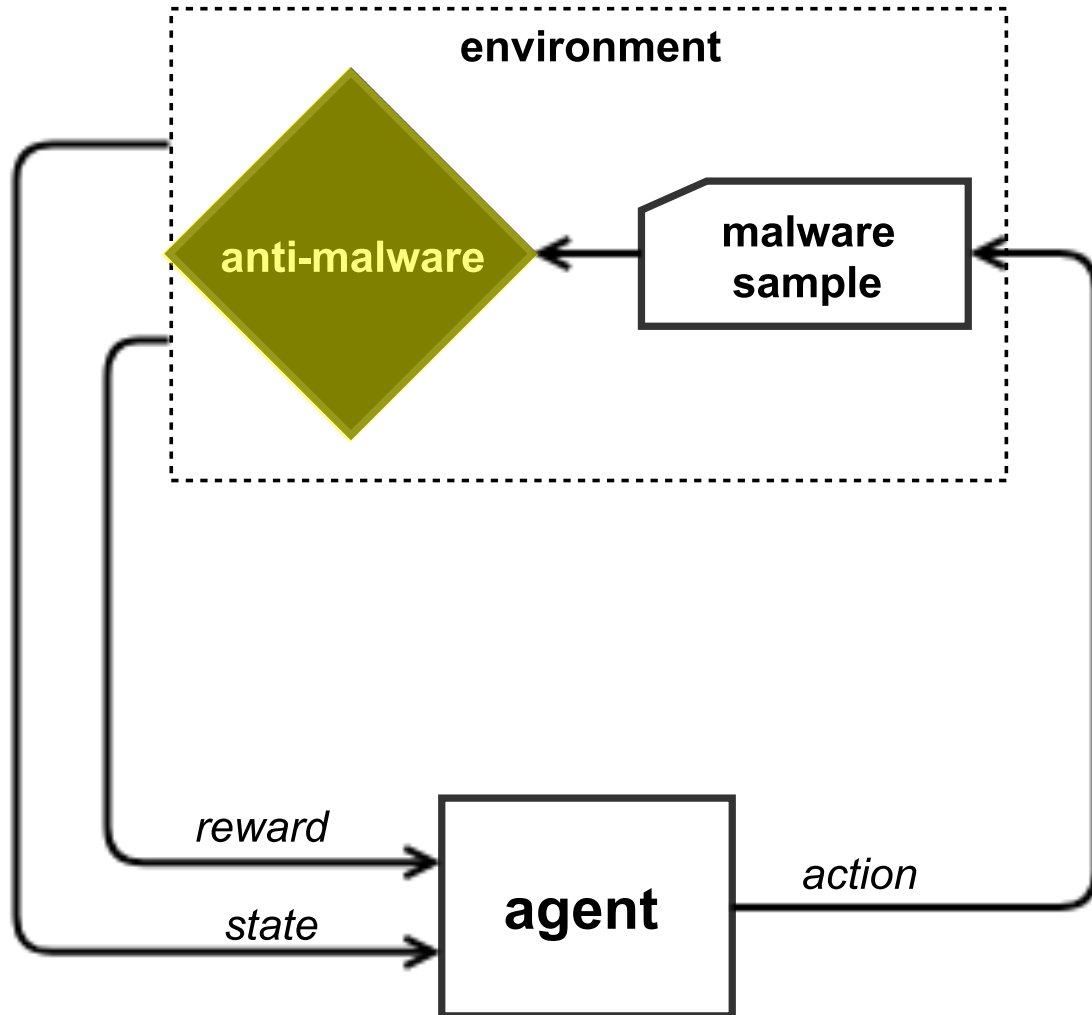 environment
anti-malware
malware
sample
reward
state
agent
action